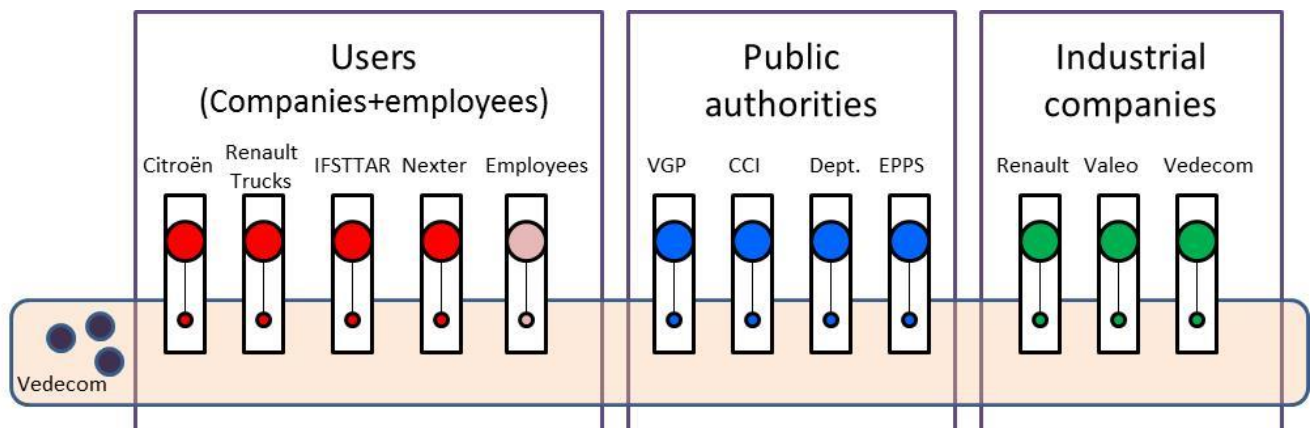 Users
(Companies+employees)
Public
authorities
Industrial
companies
Citroën
Renault
Trucks
IFSTTAR
Nexter
Employees
VGP
CCI
Dept.
EPPS
Renault
Valeo
Vedecom
Vedecom